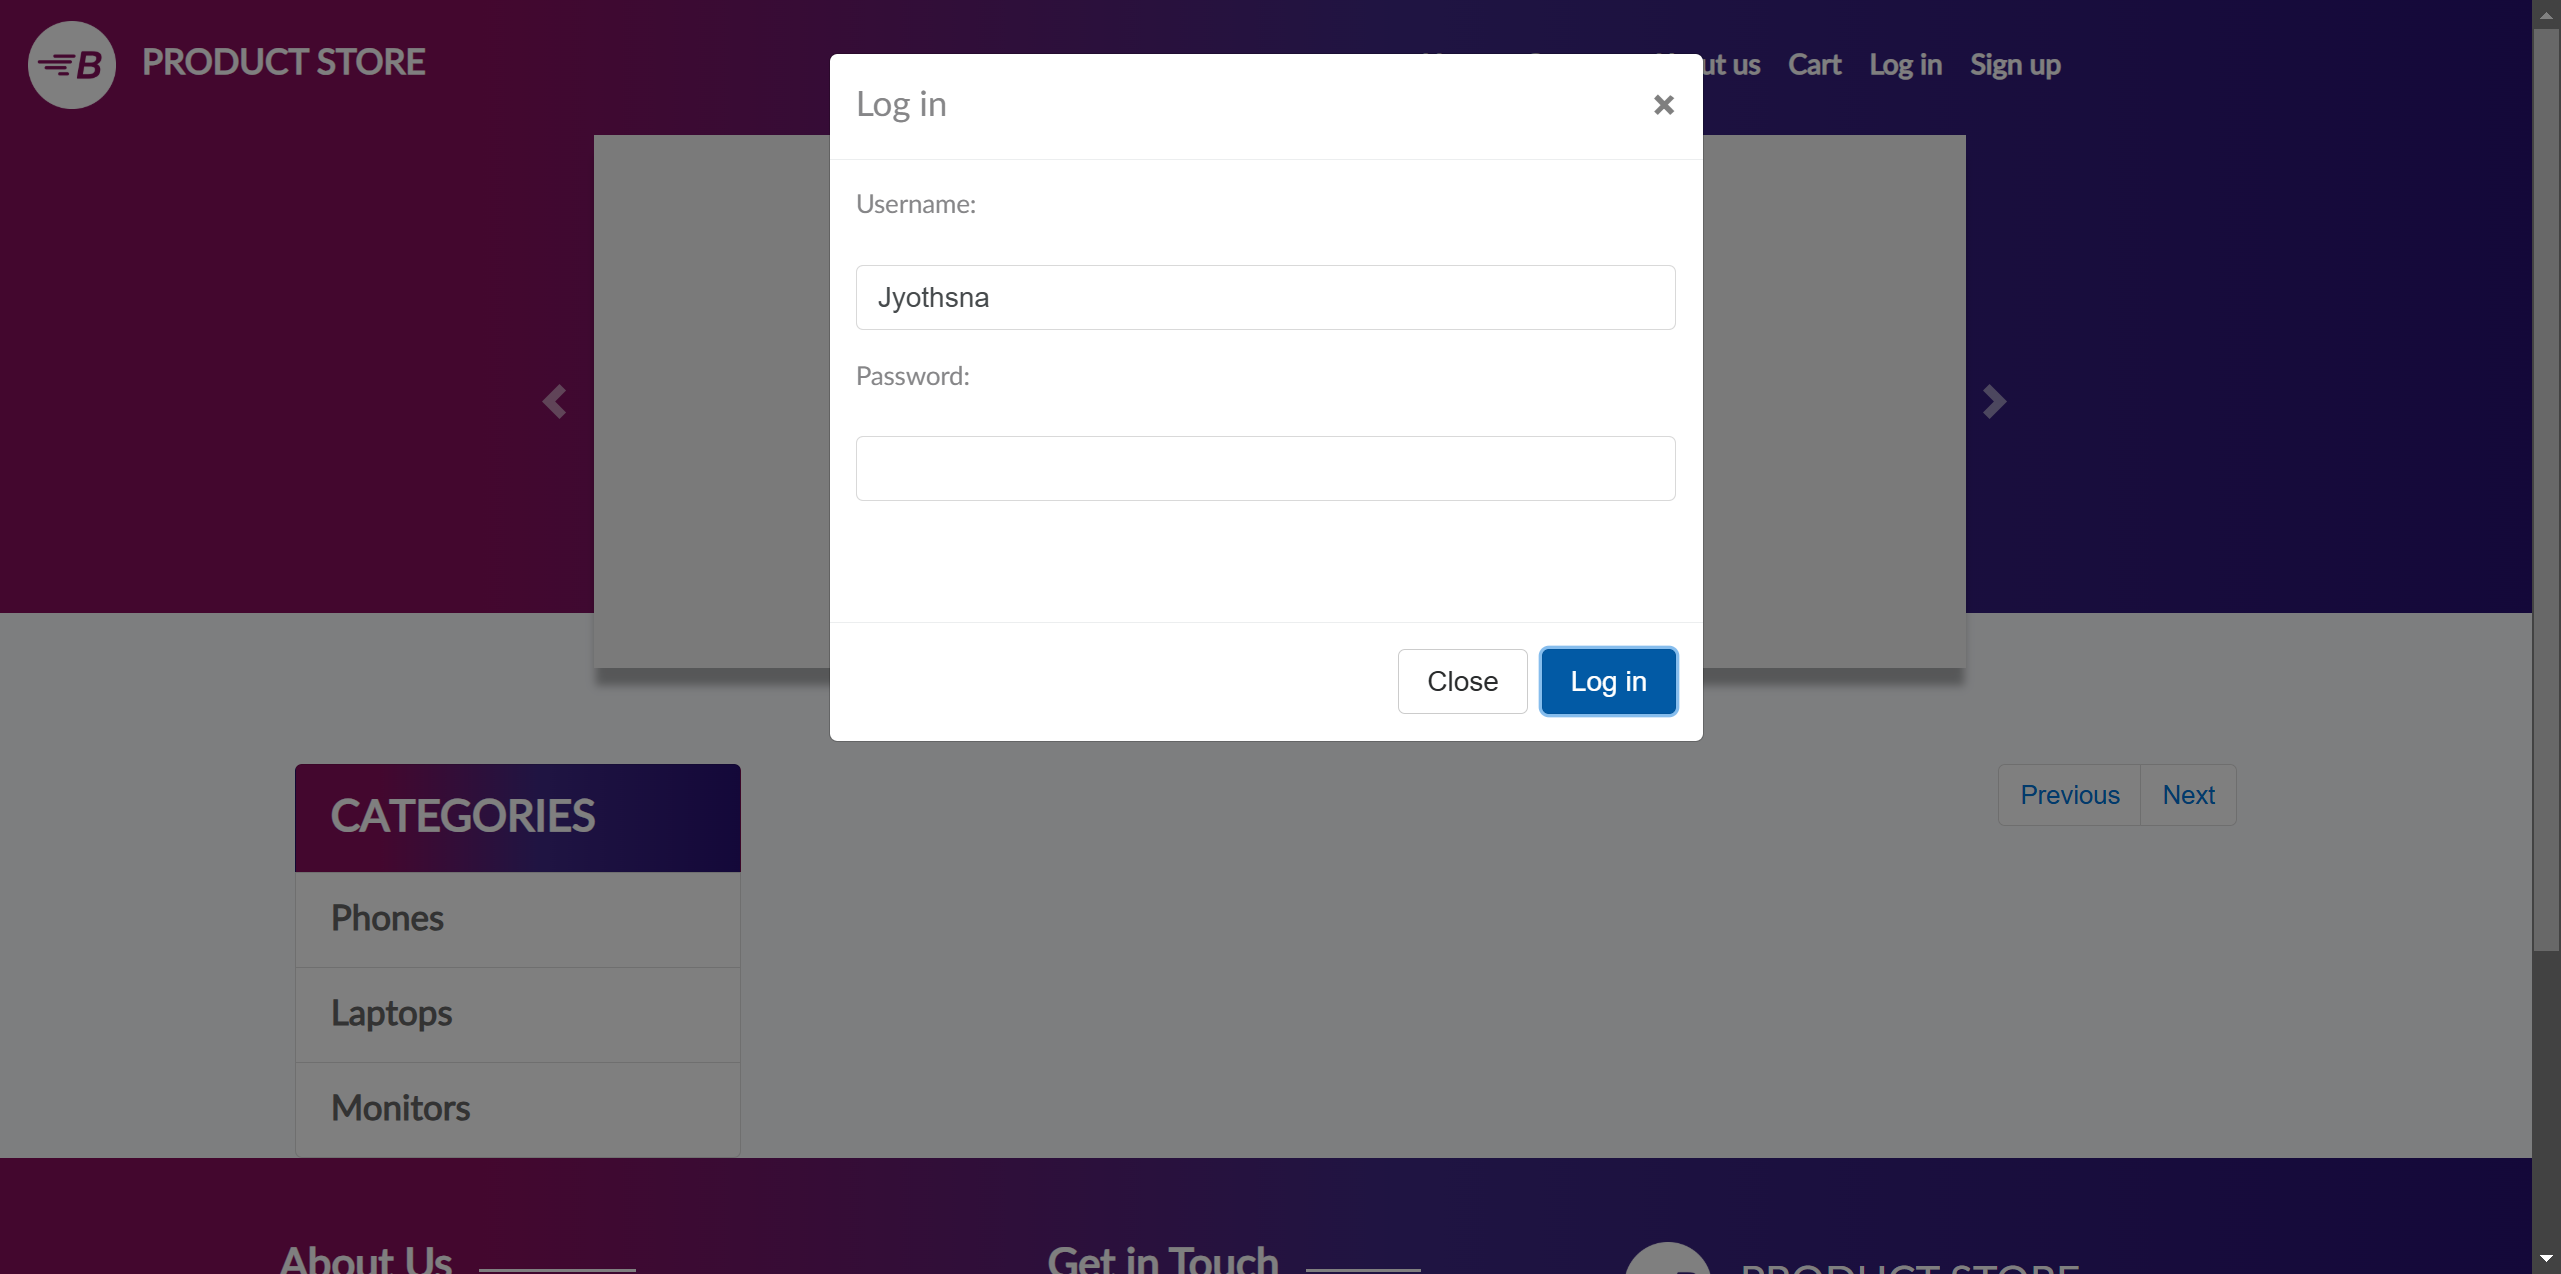 B PRODUCT STORE
ut us Cart Log in Sign up
Log in
×
Username:
Jyothsna
Password:
Close Log in
CATEGORIES
Phones
Laptops
Monitors
Previous Next
About Us
Get in Touch
PRODUCT STORE